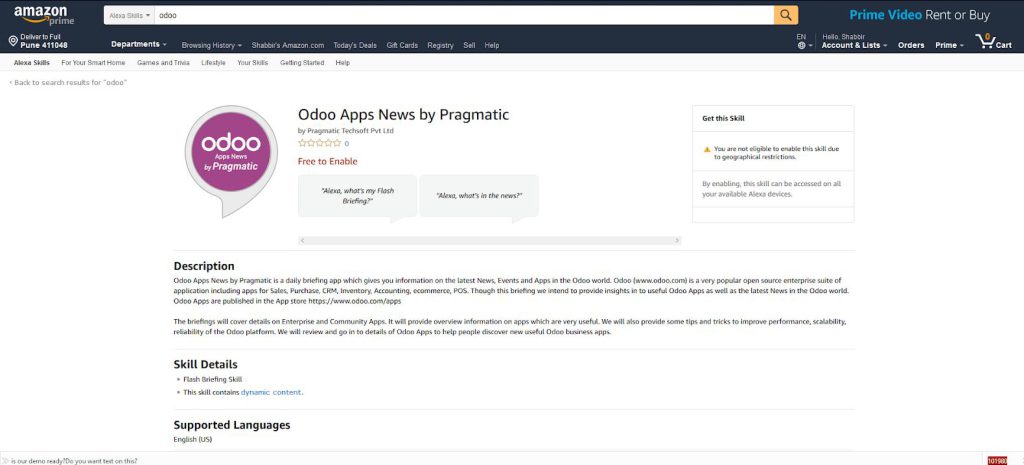 amazon
prime
Alexa Skills
odoo
Prime Video Rent or Buy
Deliver to Full
Pune 411048
Departments
Browsing History
Shabbir's Amazon.com
Today's Deals
Gift Cards
Registry
Sell
Help
EN
Hello, Shabbir
Account & Lists
Orders
Prime
0
Cart
Alexa Skills
For Your Smart Home
Games and Trivia
Lifestyle
Your Skills
Getting Started
Help
‹ Back to search results for "odoo"
odoo
Apps News
by Pragmatic
Odoo Apps News by Pragmatic
by Pragmatic Techsoft Pvt Ltd
0
Free to Enable
"Alexa, what's my Flash
Briefing?"
"Alexa, what's in the news?"
Get this Skill
You are not eligible to enable this skill due
to geographical restrictions.
By enabling, this skill can be accessed on all
your available Alexa devices.
Description
Odoo Apps News by Pragmatic is a daily briefing app which gives you information on the latest News, Events and Apps in the Odoo world. Odoo (www.odoo.com) is a very popular open source enterprise suite of
application including apps for Sales, Purchase, CRM, Inventory, Accounting, ecommerce, POS. Though this briefing we intend to provide insights in to useful Odoo Apps as well as the latest News in the Odoo world.
Odoo Apps are published in the App store https://www.odoo.com/apps
The briefings will cover details on Enterprise and Community Apps. It will provide overview information on apps which are very useful. We will also provide some tips and tricks to improve performance, scalability,
reliability of the Odoo platform. We will review and go in to details of Odoo Apps to help people discover new useful Odoo business apps.
Skill Details
• Flash Briefing Skill
• This skill contains dynamic content.
Supported Languages
English (US)
is our demo ready?Do you want text on this?
101980